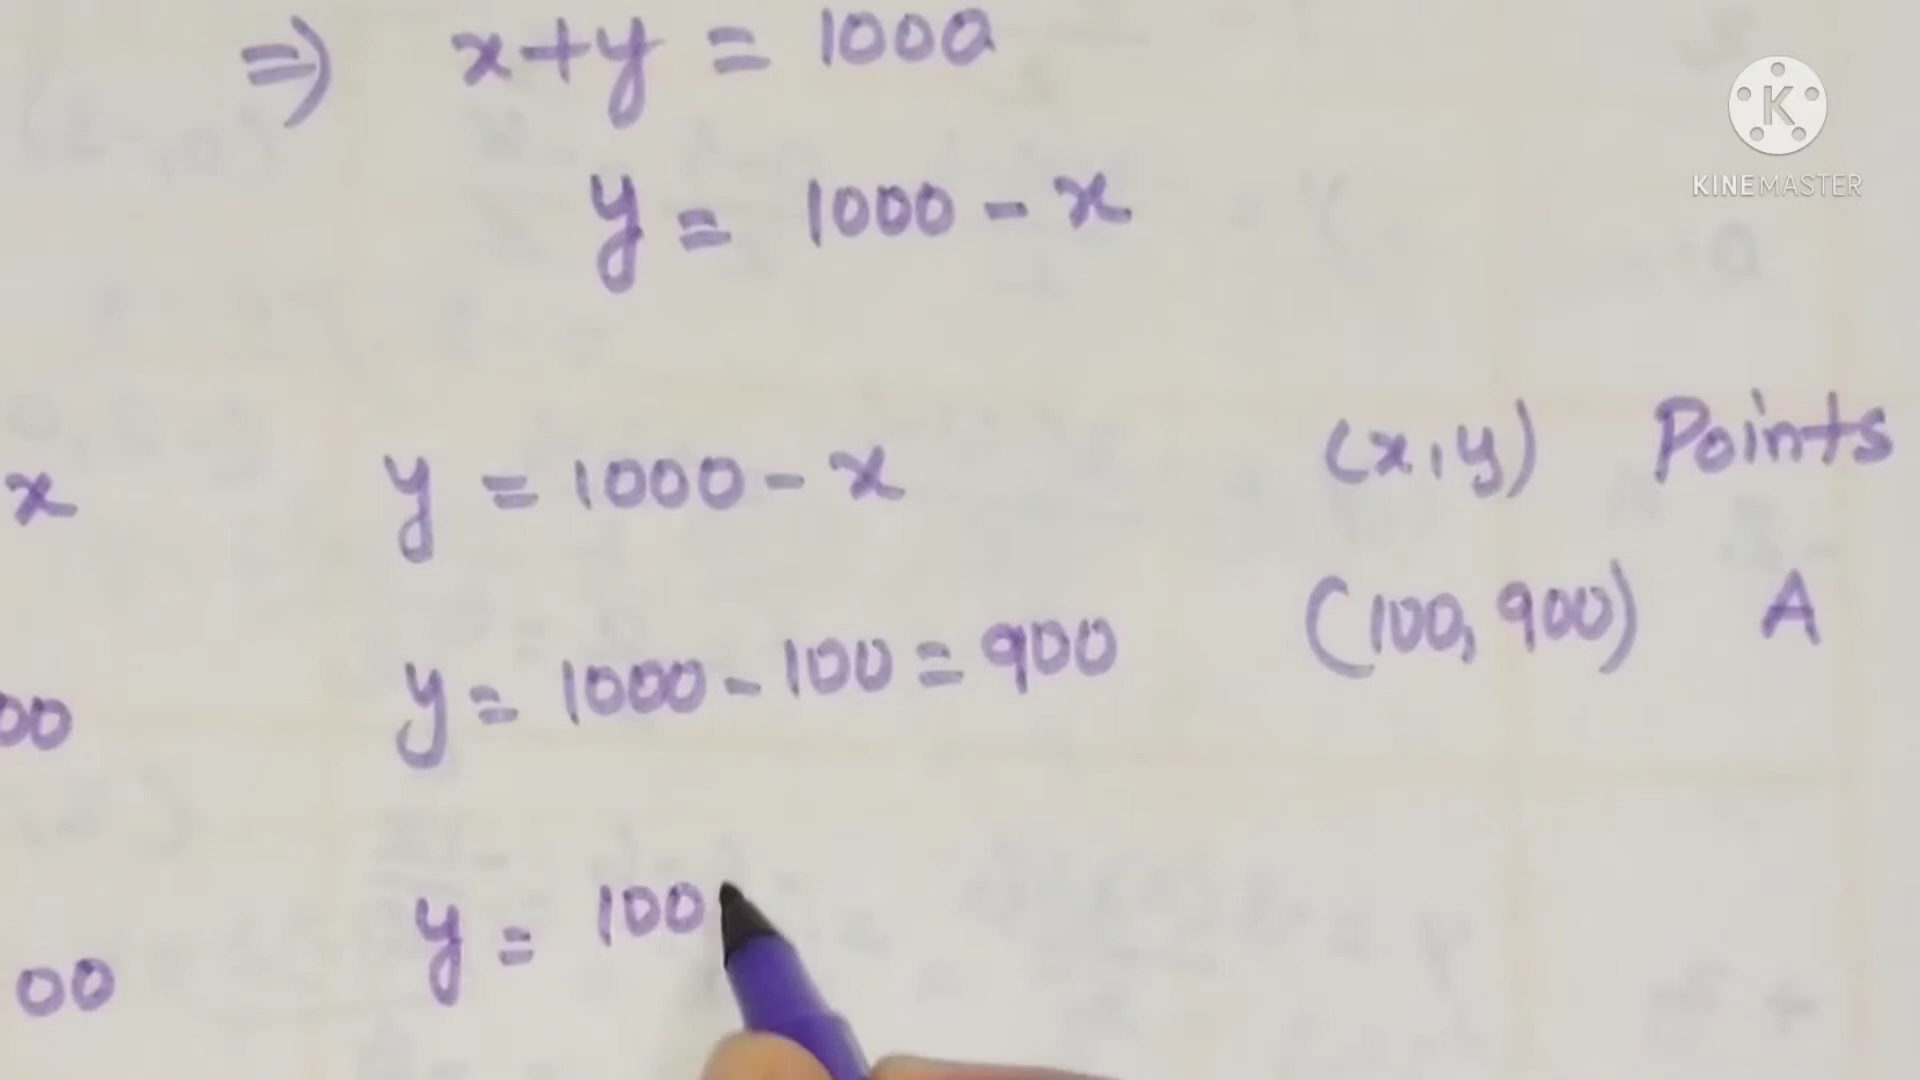 ⇒ x+y = 1000
y = 1000 - x
x y = 1000 - x (x,y) Points
00 y = 1000 - 100 = 900 (100, 900) A
00 y = 100
K
KINEMASTER